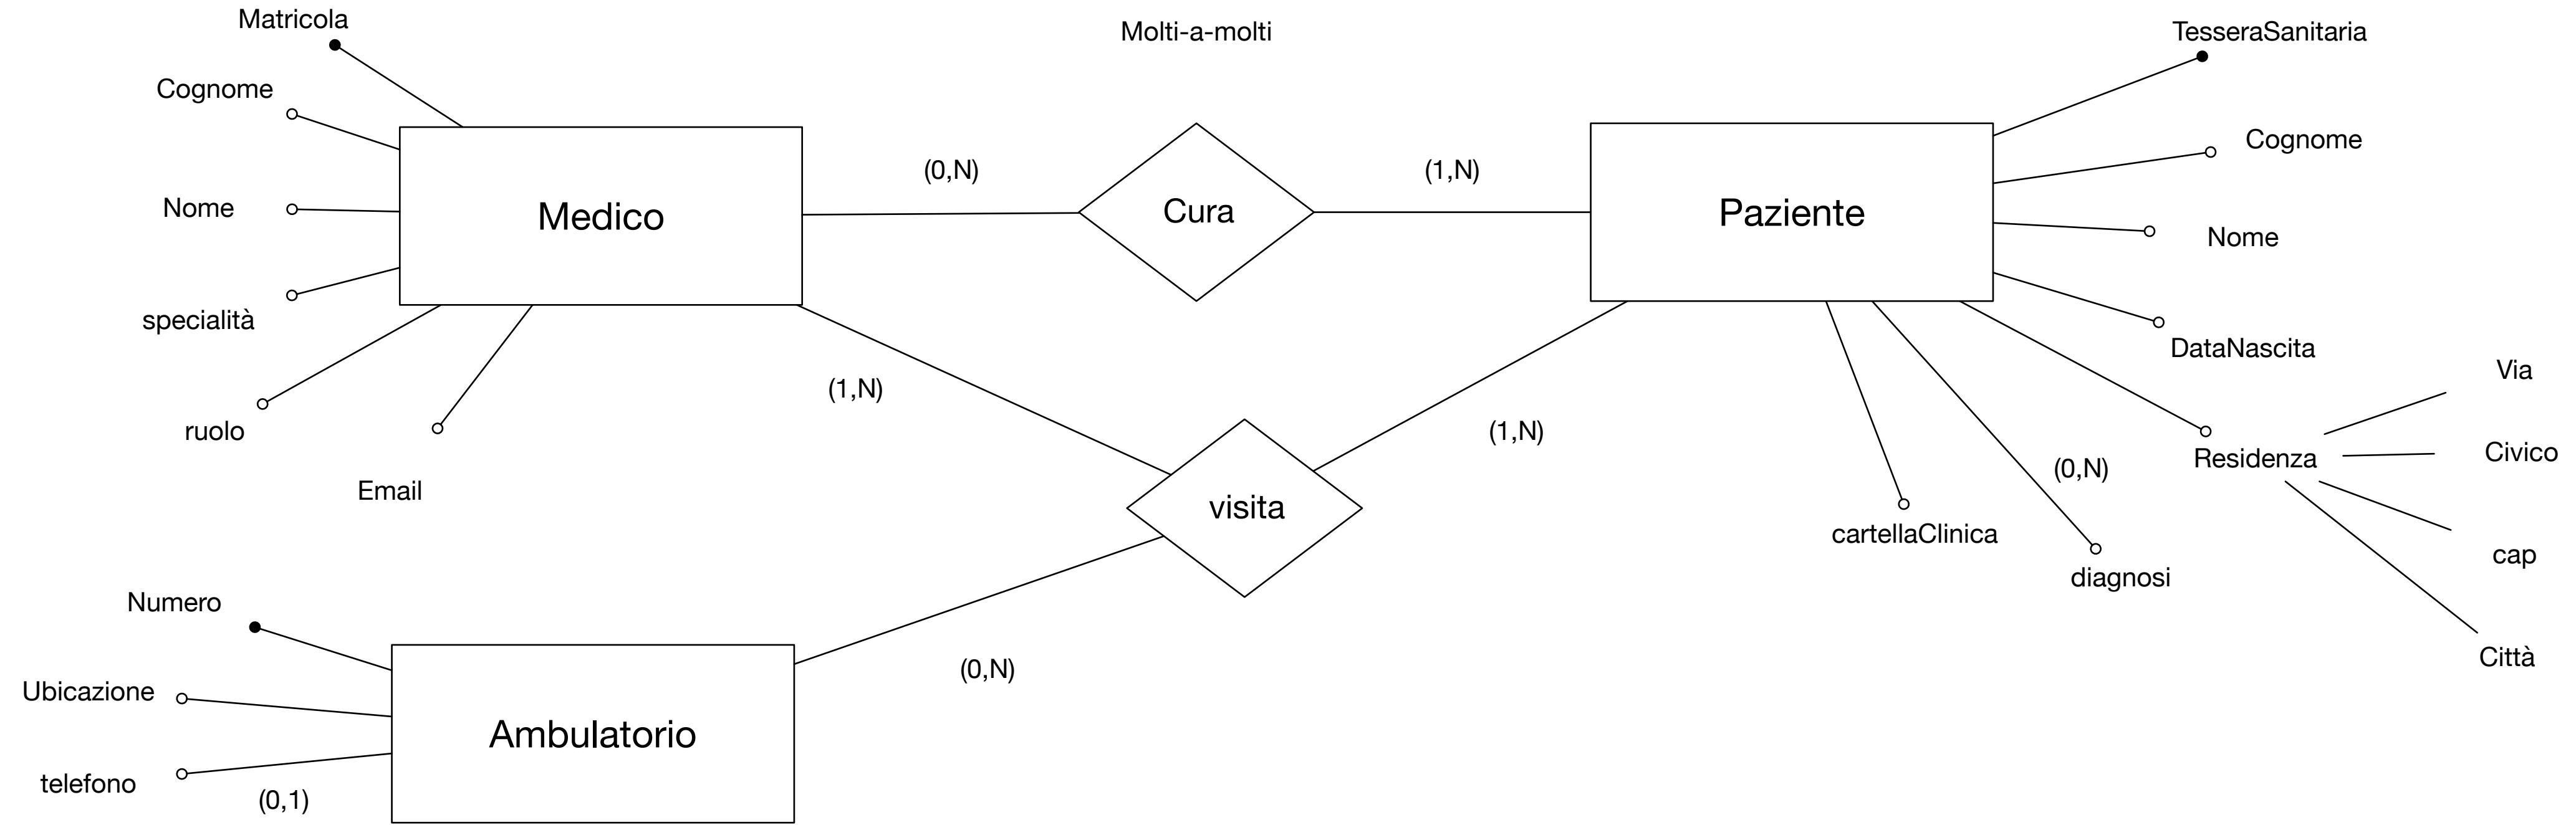 Matricola
Molti-a-molti
TesseraSanitaria
Cognome
Cognome
(0,N)
(1,N)
Nome
Medico
Cura
Paziente
Nome
specialità
DataNascita
Via
(1,N)
ruolo
(1,N)
Residenza
Civico
(0,N)
Email
visita
cartellaClinica
cap
diagnosi
Numero
(0,N)
Città
Ubicazione
Ambulatorio
telefono
(0,1)